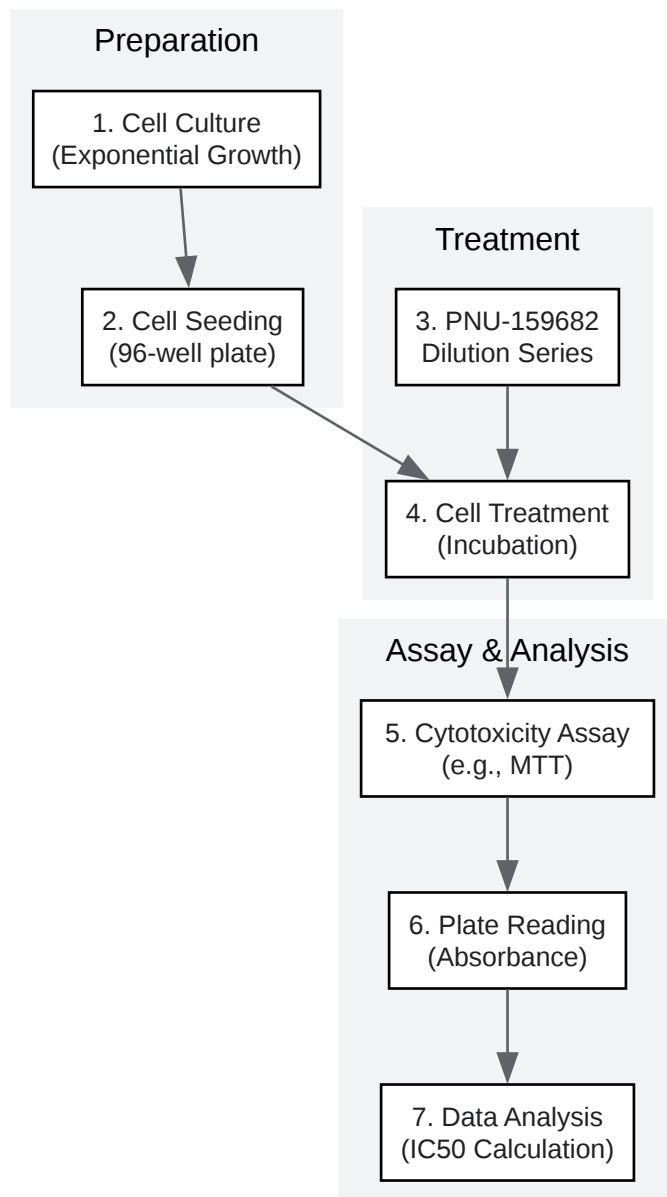 Preparation
1. Cell Culture
(Exponential Growth)
2. Cell Seeding
(96-well plate)
Treatment
3. PNU-159682
Dilution Series
4. Cell Treatment
(Incubation)
Assay & Analysis
5. Cytotoxicity Assay
(e.g., MTT)
6. Plate Reading
(Absorbance)
7. Data Analysis
(IC50 Calculation)